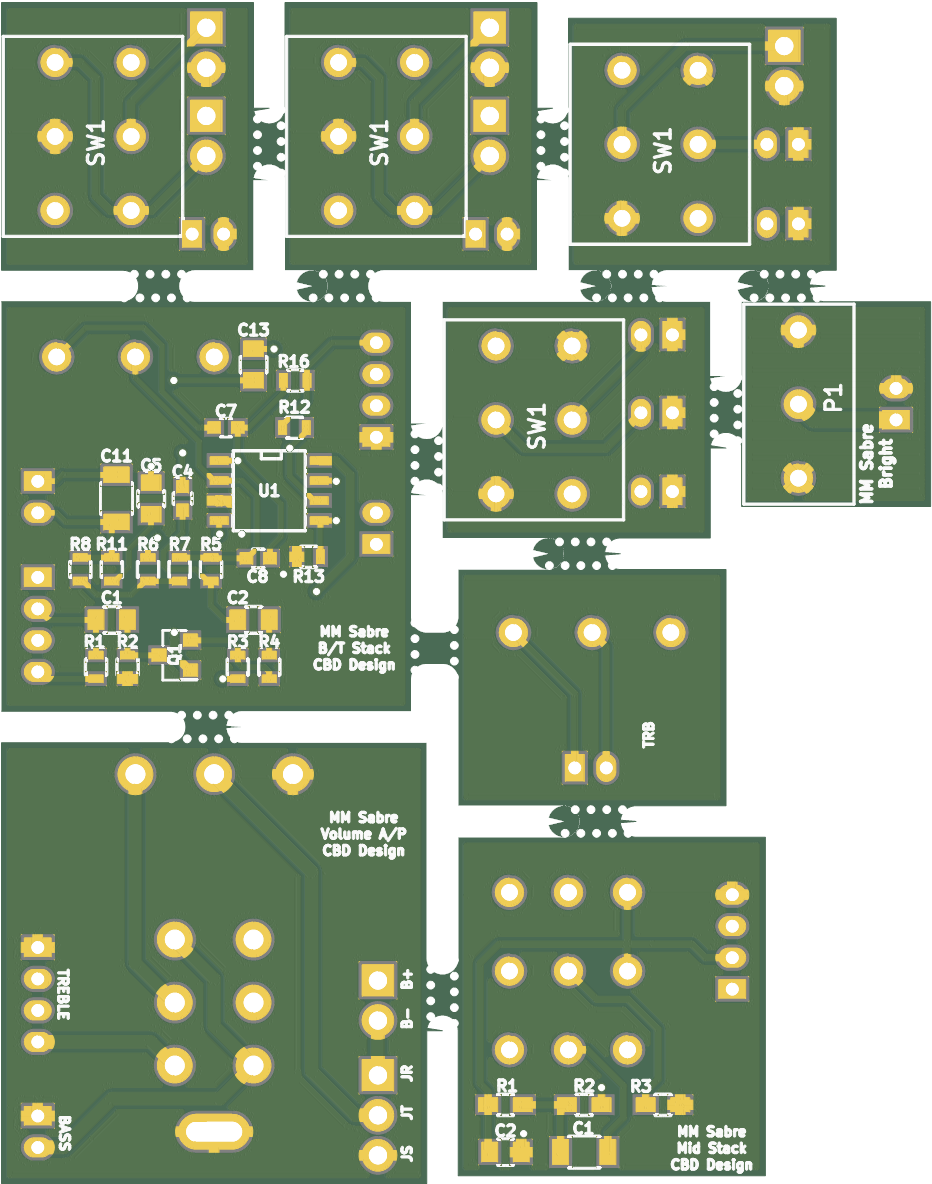 SW1
SW1
SW1
C13
R16
C7
R12
C11
C5
C4
U1
R8
R11
R6
R7
R5
C8
R13
C1
C2
R1
R2
Q1
R3
R4
MM Sabre
B/T Stack
CBD Design
SW1
P1
MM Sabre
Bright
TRB
MM Sabre
Volume A/P
CBD Design
TREBLE
BASS
B+
B-
JR
JT
JS
R1
R2
R3
C2
C1
MM Sabre
Mid Stack
CBD Design